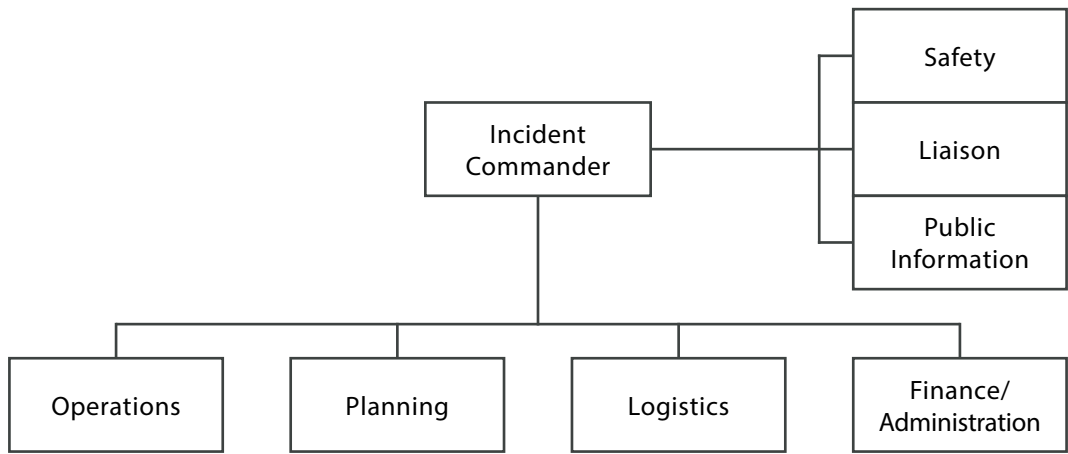 Safety
Incident
Commander
Liaison
Public
Information
Operations
Planning
Logistics
Finance/
Administration